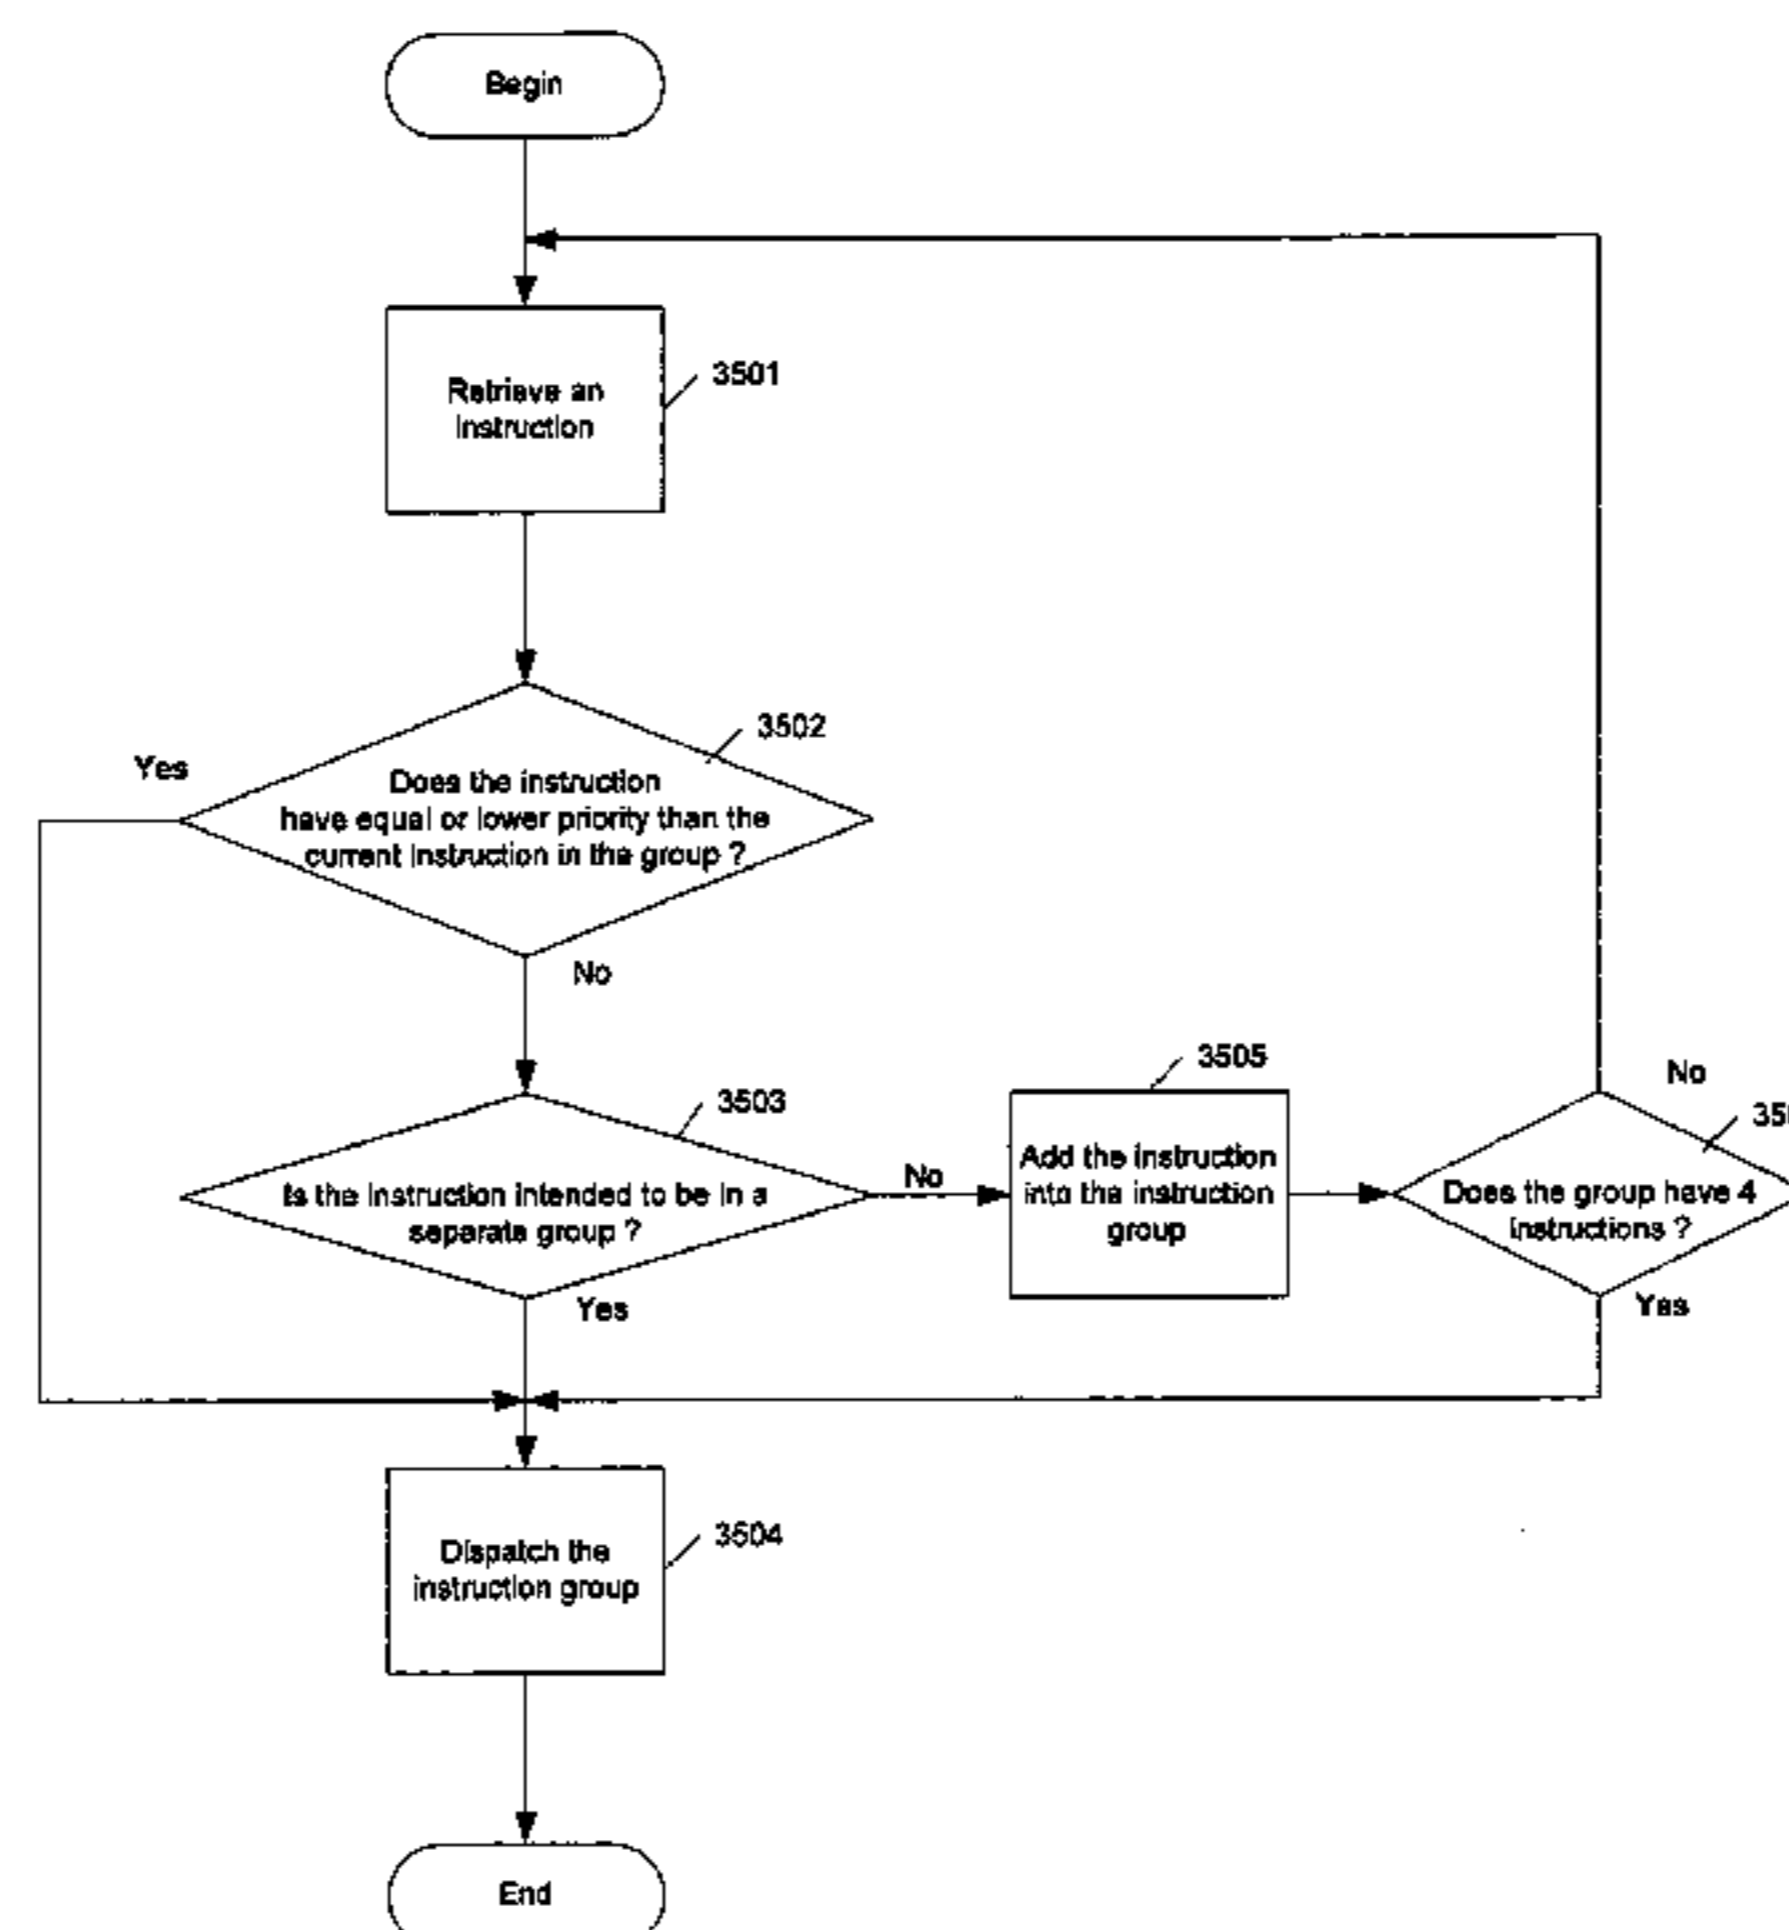 Begin
Retrieve an
instruction
3501
3502
Yes
Does the instruction
have equal or lower priority than the
current instruction in the group ?
No
3503
Is the instruction intended to be in a
separate group ?
No
Yes
3505
Add the instruction
into the instruction
group
No
Does the group have 4
instructions ?
Yes
Dispatch the
instruction group
3504
End